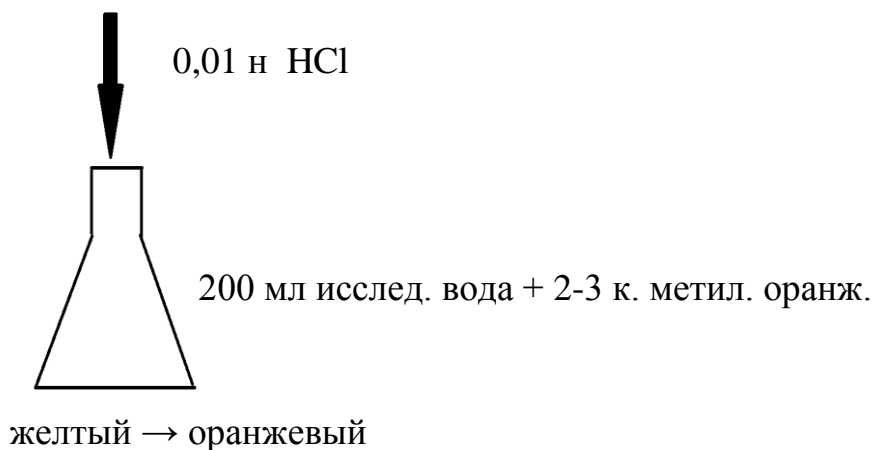 0,01 н HCl
200 мл исслед. вода + 2-3 к. метил. оранж.
желтый → оранжевый